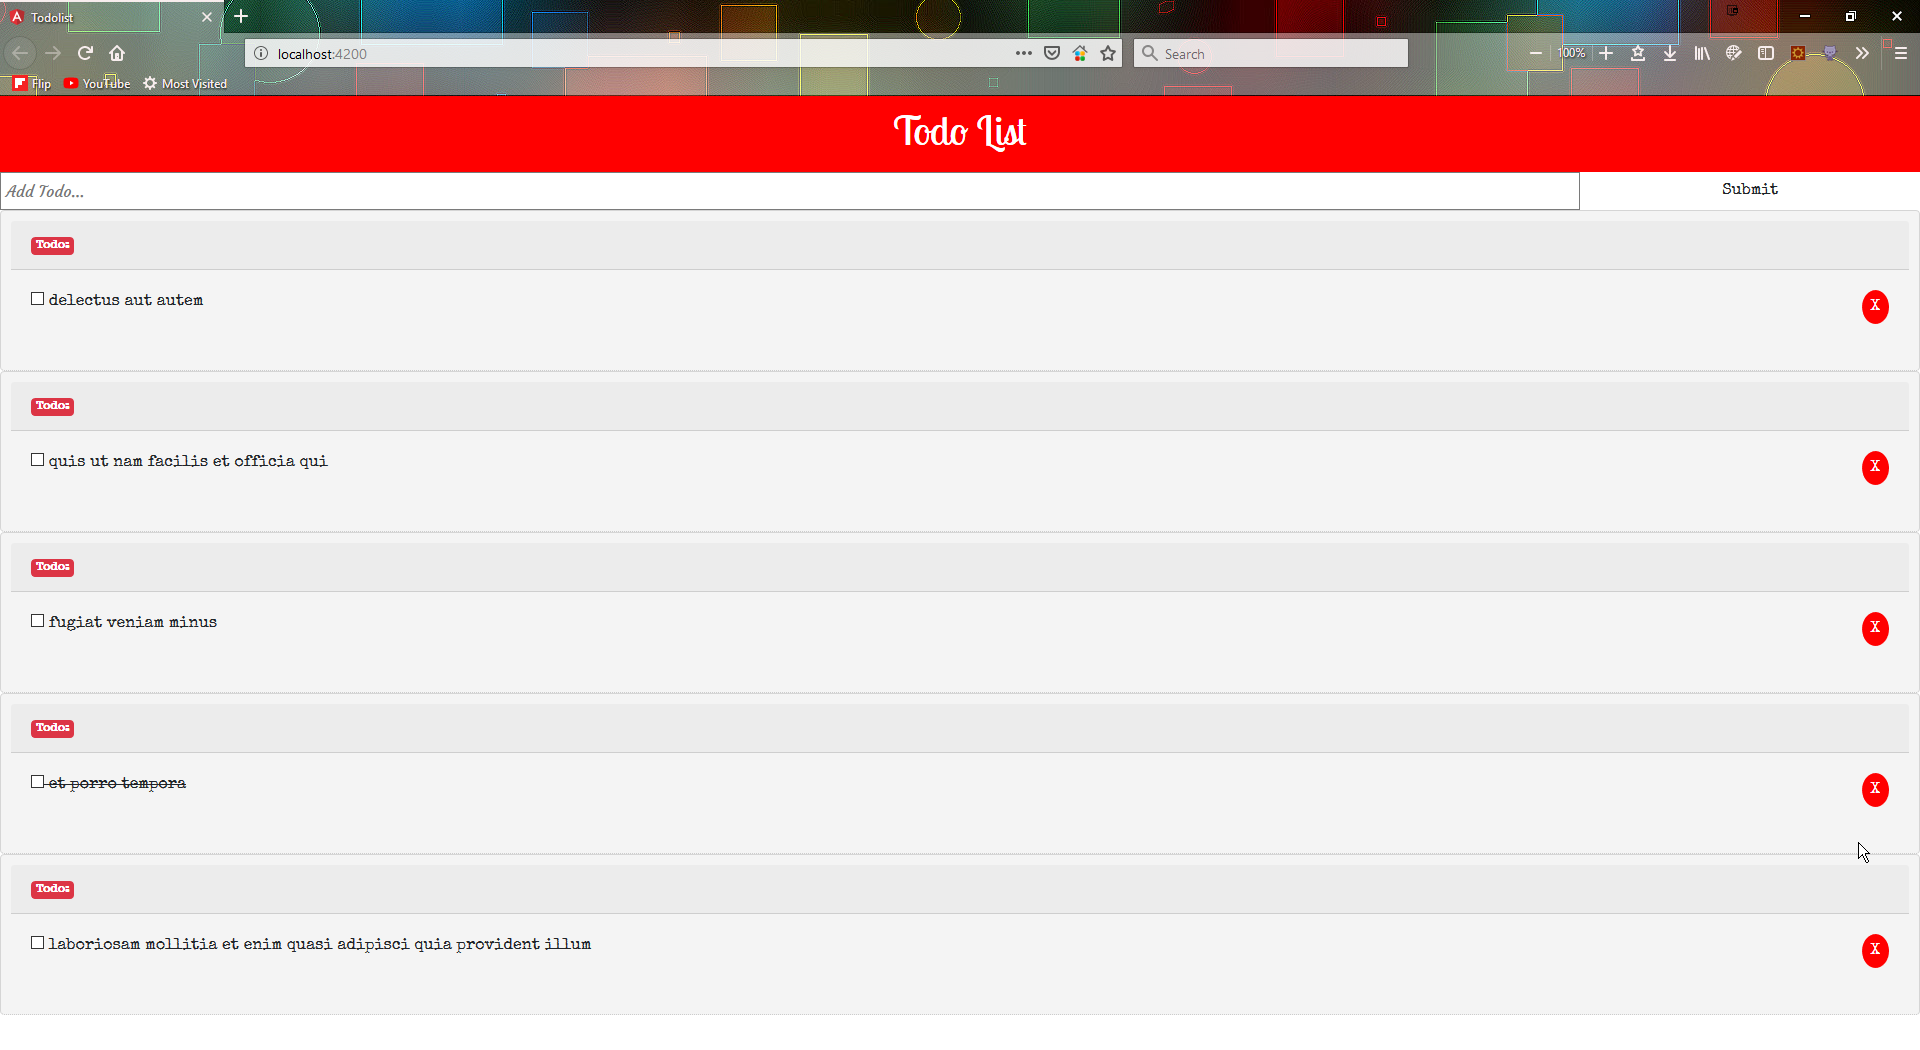 Todolist
localhost:4200
Search
100%
Flip
YouTube
Most Visited
Todo List
Add Todo...
Submit
Todo:
delectus aut autem
X
Todo:
quis ut nam facilis et officia qui
X
Todo:
fugiat veniam minus
X
Todo:
et porro tempora
X
Todo:
laboriosam mollitia et enim quasi adipisci quia provident illum
X